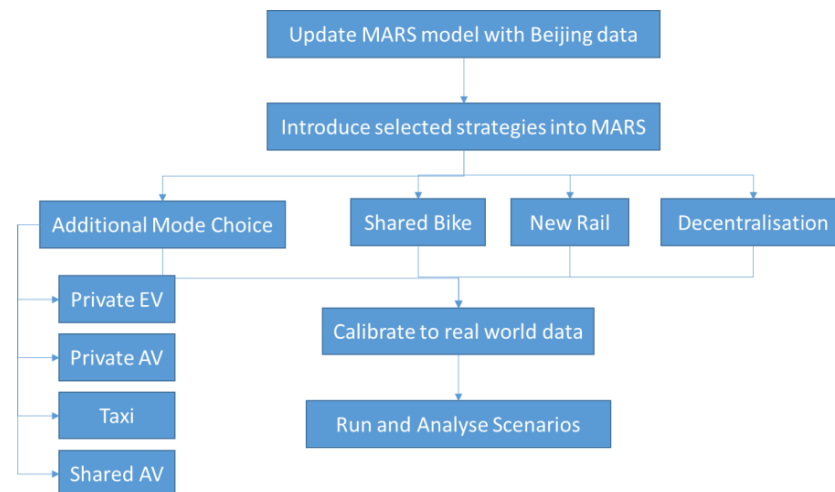 Update MARS model with Beijing data
Introduce selected strategies into MARS
Additional Mode Choice
Shared Bike
New Rail
Decentralisation
Private EV
Private AV
Taxi
Shared AV
Calibrate to real world data
Run and Analyse Scenarios